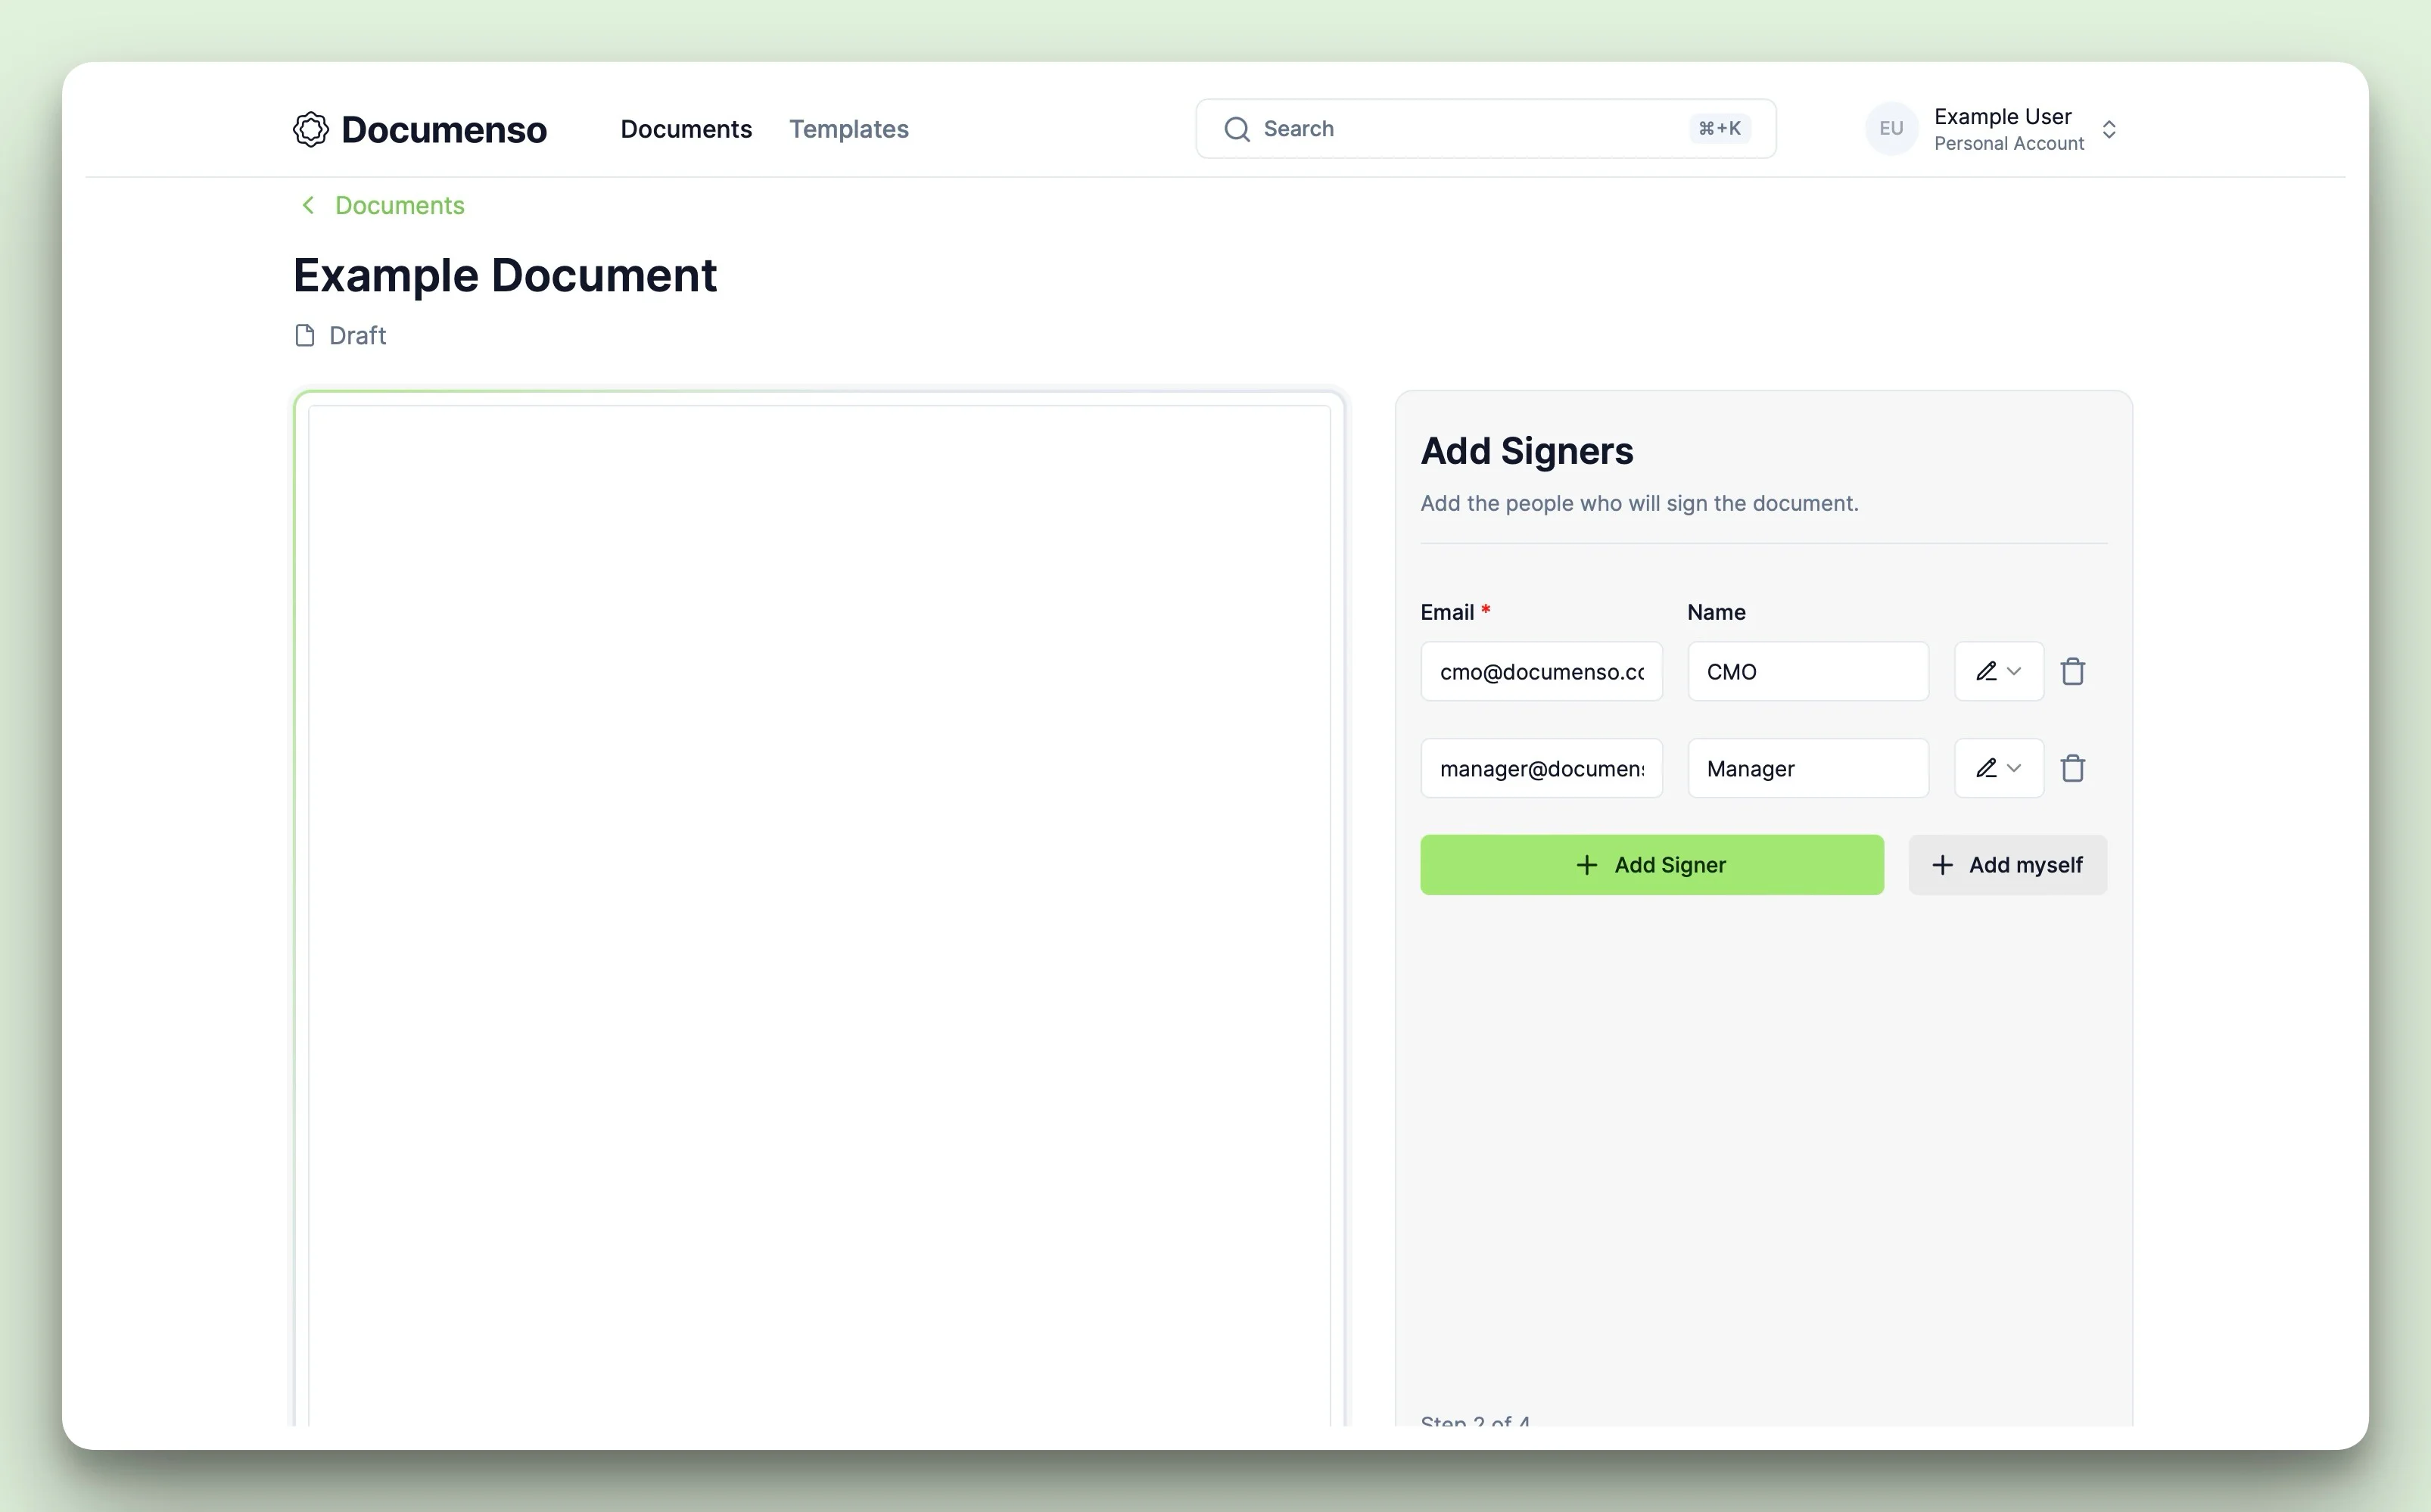 Documenso
Documents
Templates
Search
⌘+K
EU
Example User
Personal Account
Documents
Example Document
Draft
Add Signers
Add the people who will sign the document.
Email *
Name
cmo@documenso.cc
CMO
manager@documens
Manager
Add Signer
Add myself
Step 2 of 4